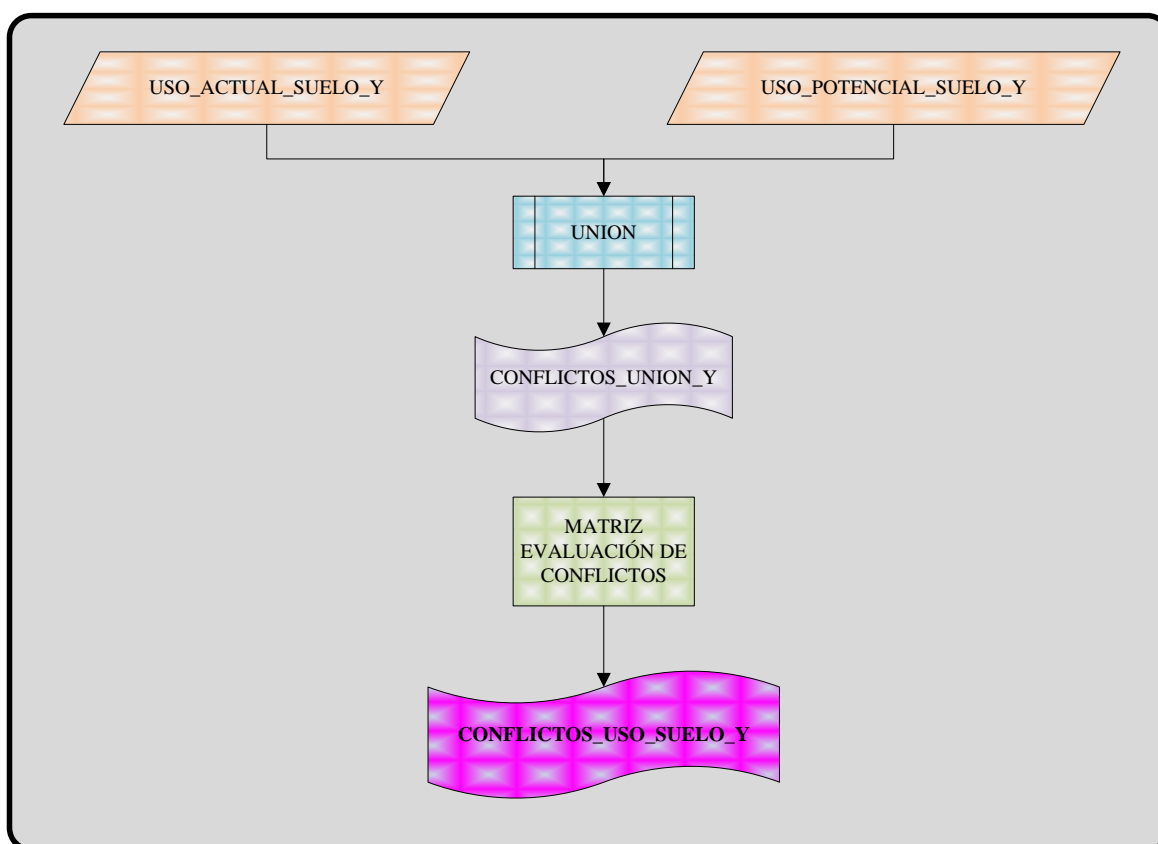 USO_ACTUAL_SUELO_Y
USO_POTENCIAL_SUELO_Y
UNION
CONFLICTOS_UNION_Y
MATRIZ
EVALUACIÓN DE
CONFLICTOS
CONFLICTOS_USO_SUELO_Y